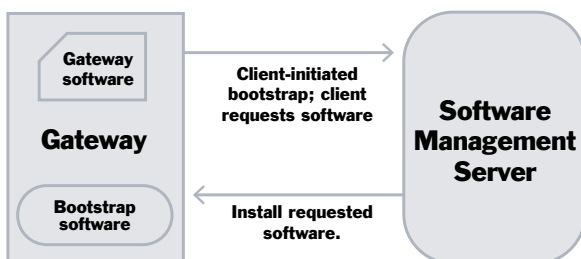 Gateway
software
Gateway
Bootstrap
software
Client-initiated
bootstrap; client
requests software
Install requested
software.
Software
Management
Server